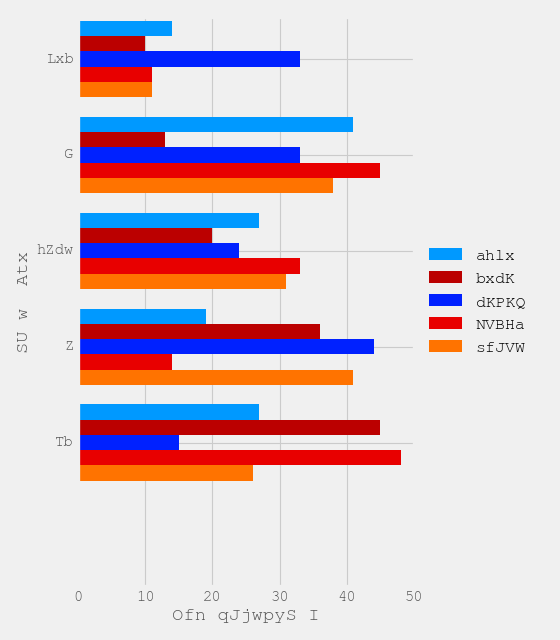 Lxb
G
hZdw
Z
Tb
SU w  Atx
0 10 20 30 40 50
Ofn qJjwpyS I
ahlx
bxdK
dKPKQ
NVBHa
sfJVW